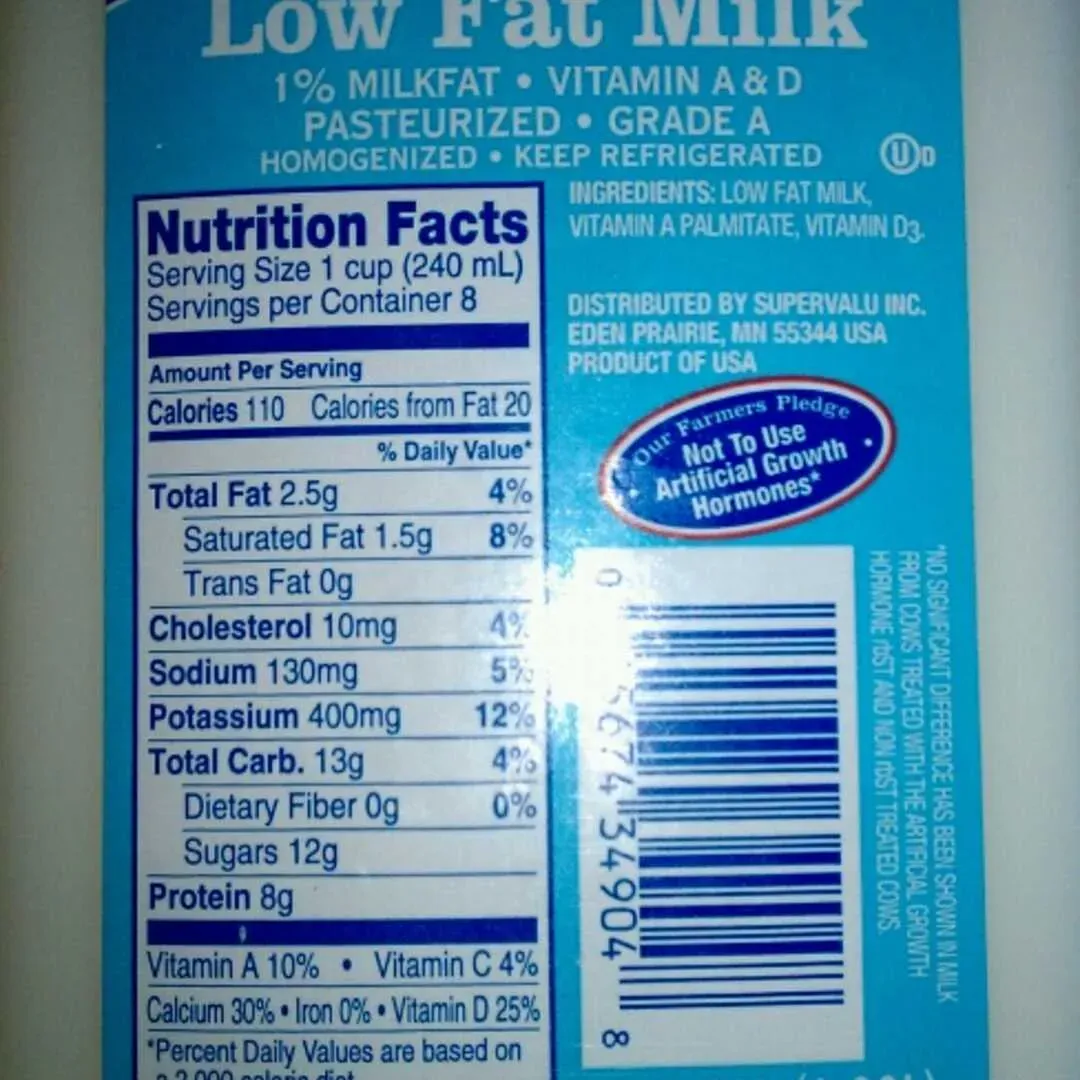 Low Fat Milk
1% MILKFAT • VITAMIN A & D
PASTEURIZED • GRADE A
HOMOGENIZED • KEEP REFRIGERATED
U D
INGREDIENTS: LOW FAT MILK,
VITAMIN A PALMITATE, VITAMIN D3.
DISTRIBUTED BY SUPERVALU INC.
EDEN PRAIRIE, MN 55344 USA
PRODUCT OF USA
Our Farmers Pledge
Not To Use
Artificial Growth
Hormones*
*NO SIGNIFICANT DIFFERENCE HAS BEEN SHOWN IN MILK
FROM COWS TREATED WITH THE ARTIFICIAL GROWTH
HORMONE rbST AND NON rbST TREATED COWS.
0
34904
8
Nutrition Facts
Serving Size 1 cup (240 mL)
Servings per Container 8
Amount Per Serving
Calories 110 Calories from Fat 20
% Daily Value*
Total Fat 2.5g 4%
Saturated Fat 1.5g 8%
Trans Fat 0g
Cholesterol 10mg 4%
Sodium 130mg 5%
Potassium 400mg 12%
Total Carb. 13g 4%
Dietary Fiber 0g 0%
Sugars 12g
Protein 8g
Vitamin A 10% • Vitamin C 4%
Calcium 30% • Iron 0% • Vitamin D 25%
*Percent Daily Values are based on
a 2,000 calorie diet